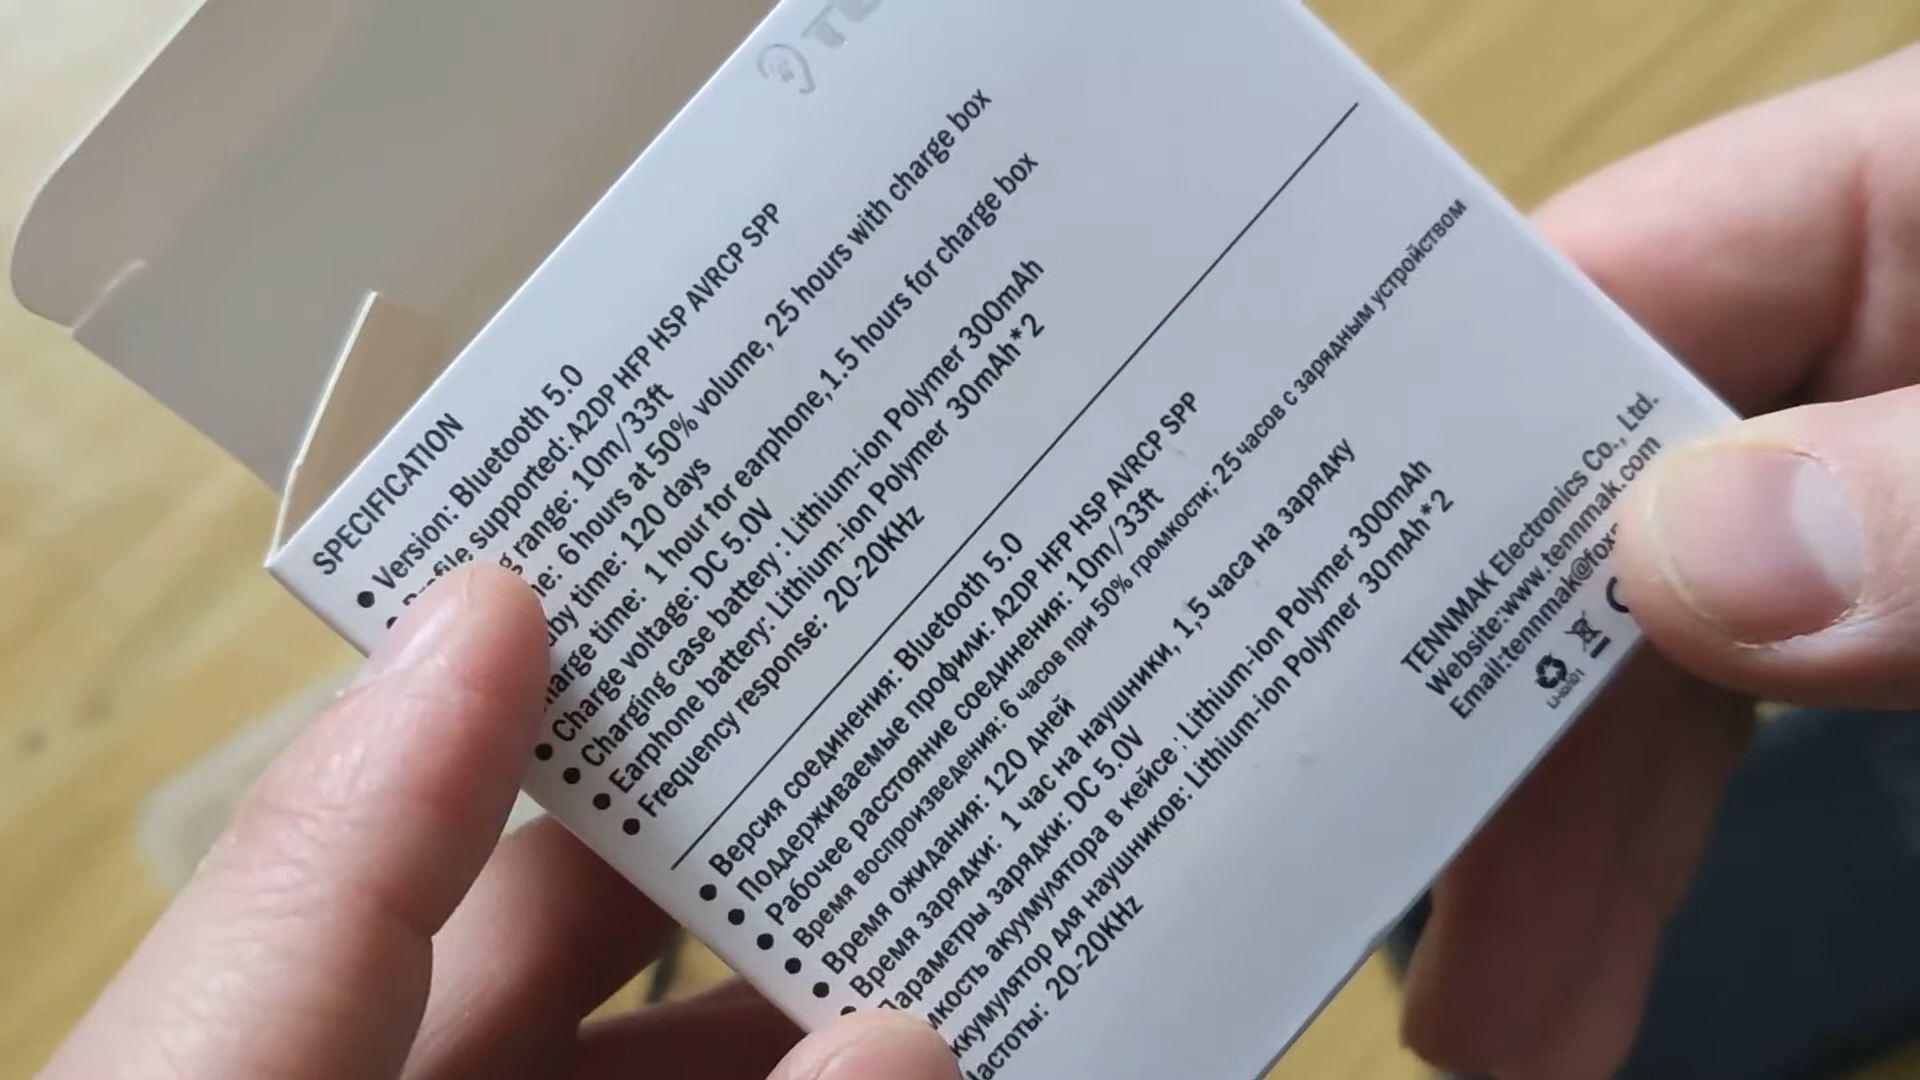 SPECIFICATION
● Version: Bluetooth 5.0
supported: A2DP HFP HSP AVRCP SPP
range: 10m/33ft
6 hours at 50% volume, 25 hours with charge box
time: 120 days
time: 1 hour for earphone, 1.5 hours for charge box
● Charge voltage: DC 5.0V
● Charging case battery : Lithium-ion Polymer 300mAh
● Earphone battery: Lithium-ion Polymer 30mAh*2
● Frequency response: 20-20KHz
● Версия соединения: Bluetooth 5.0
● Поддерживаемые профили: A2DP HFP HSP AVRCP SPP
● Рабочее расстояние соединения: 10m/33ft
● Время воспроизведения: 6 часов при 50% громкости; 25 часов с зарядным устройством
● Время ожидания: 120 дней
● Время зарядки: 1 час на наушники, 1,5 часа на зарядку
Параметры зарядки: DC 5.0V
акуумулятора в кейсе : Lithium-ion Polymer 300mAh
для наушников: Lithium-ion Polymer 30mAh*2
20-20KHz
TENNMAK Electronics Co., Ltd.
Website:www.tennmak.com
Email:tennmak@fox